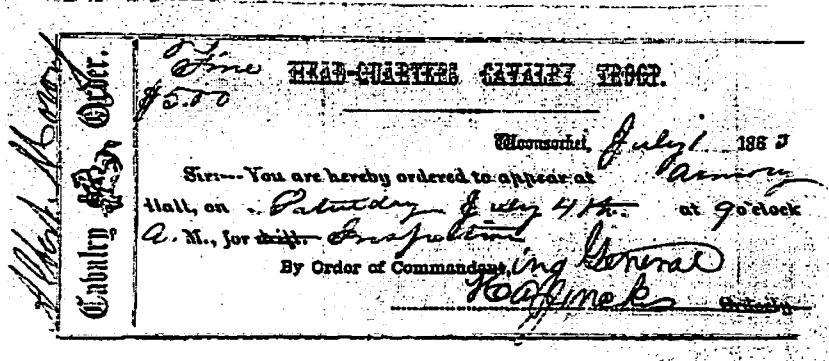 Albert
Cavalry Order.
Fine
$5.00
HEAD-QUARTERS CAVALRY TROOP.
Woonsocket, July 1 1863
Sir:--- You are hereby ordered to appear at Armory
Hall, on Saturday July 4th at 9 o'clock
A. M., for drill. Inspection
By Order of Commandant, ing General
Orderly